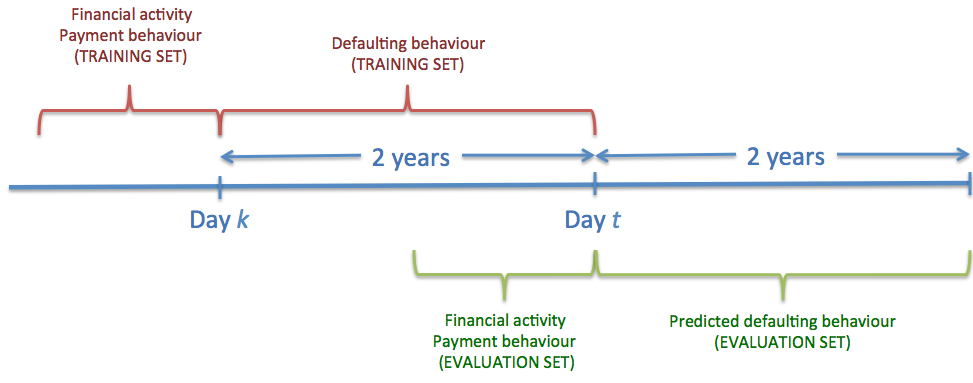 Financial activity
Payment behaviour
(TRAINING SET)
Defaulting behaviour
(TRAINING SET)
2 years
2 years
Day k
Day t
Financial activity
Payment behaviour
(EVALUATION SET)
Predicted defaulting behaviour
(EVALUATION SET)